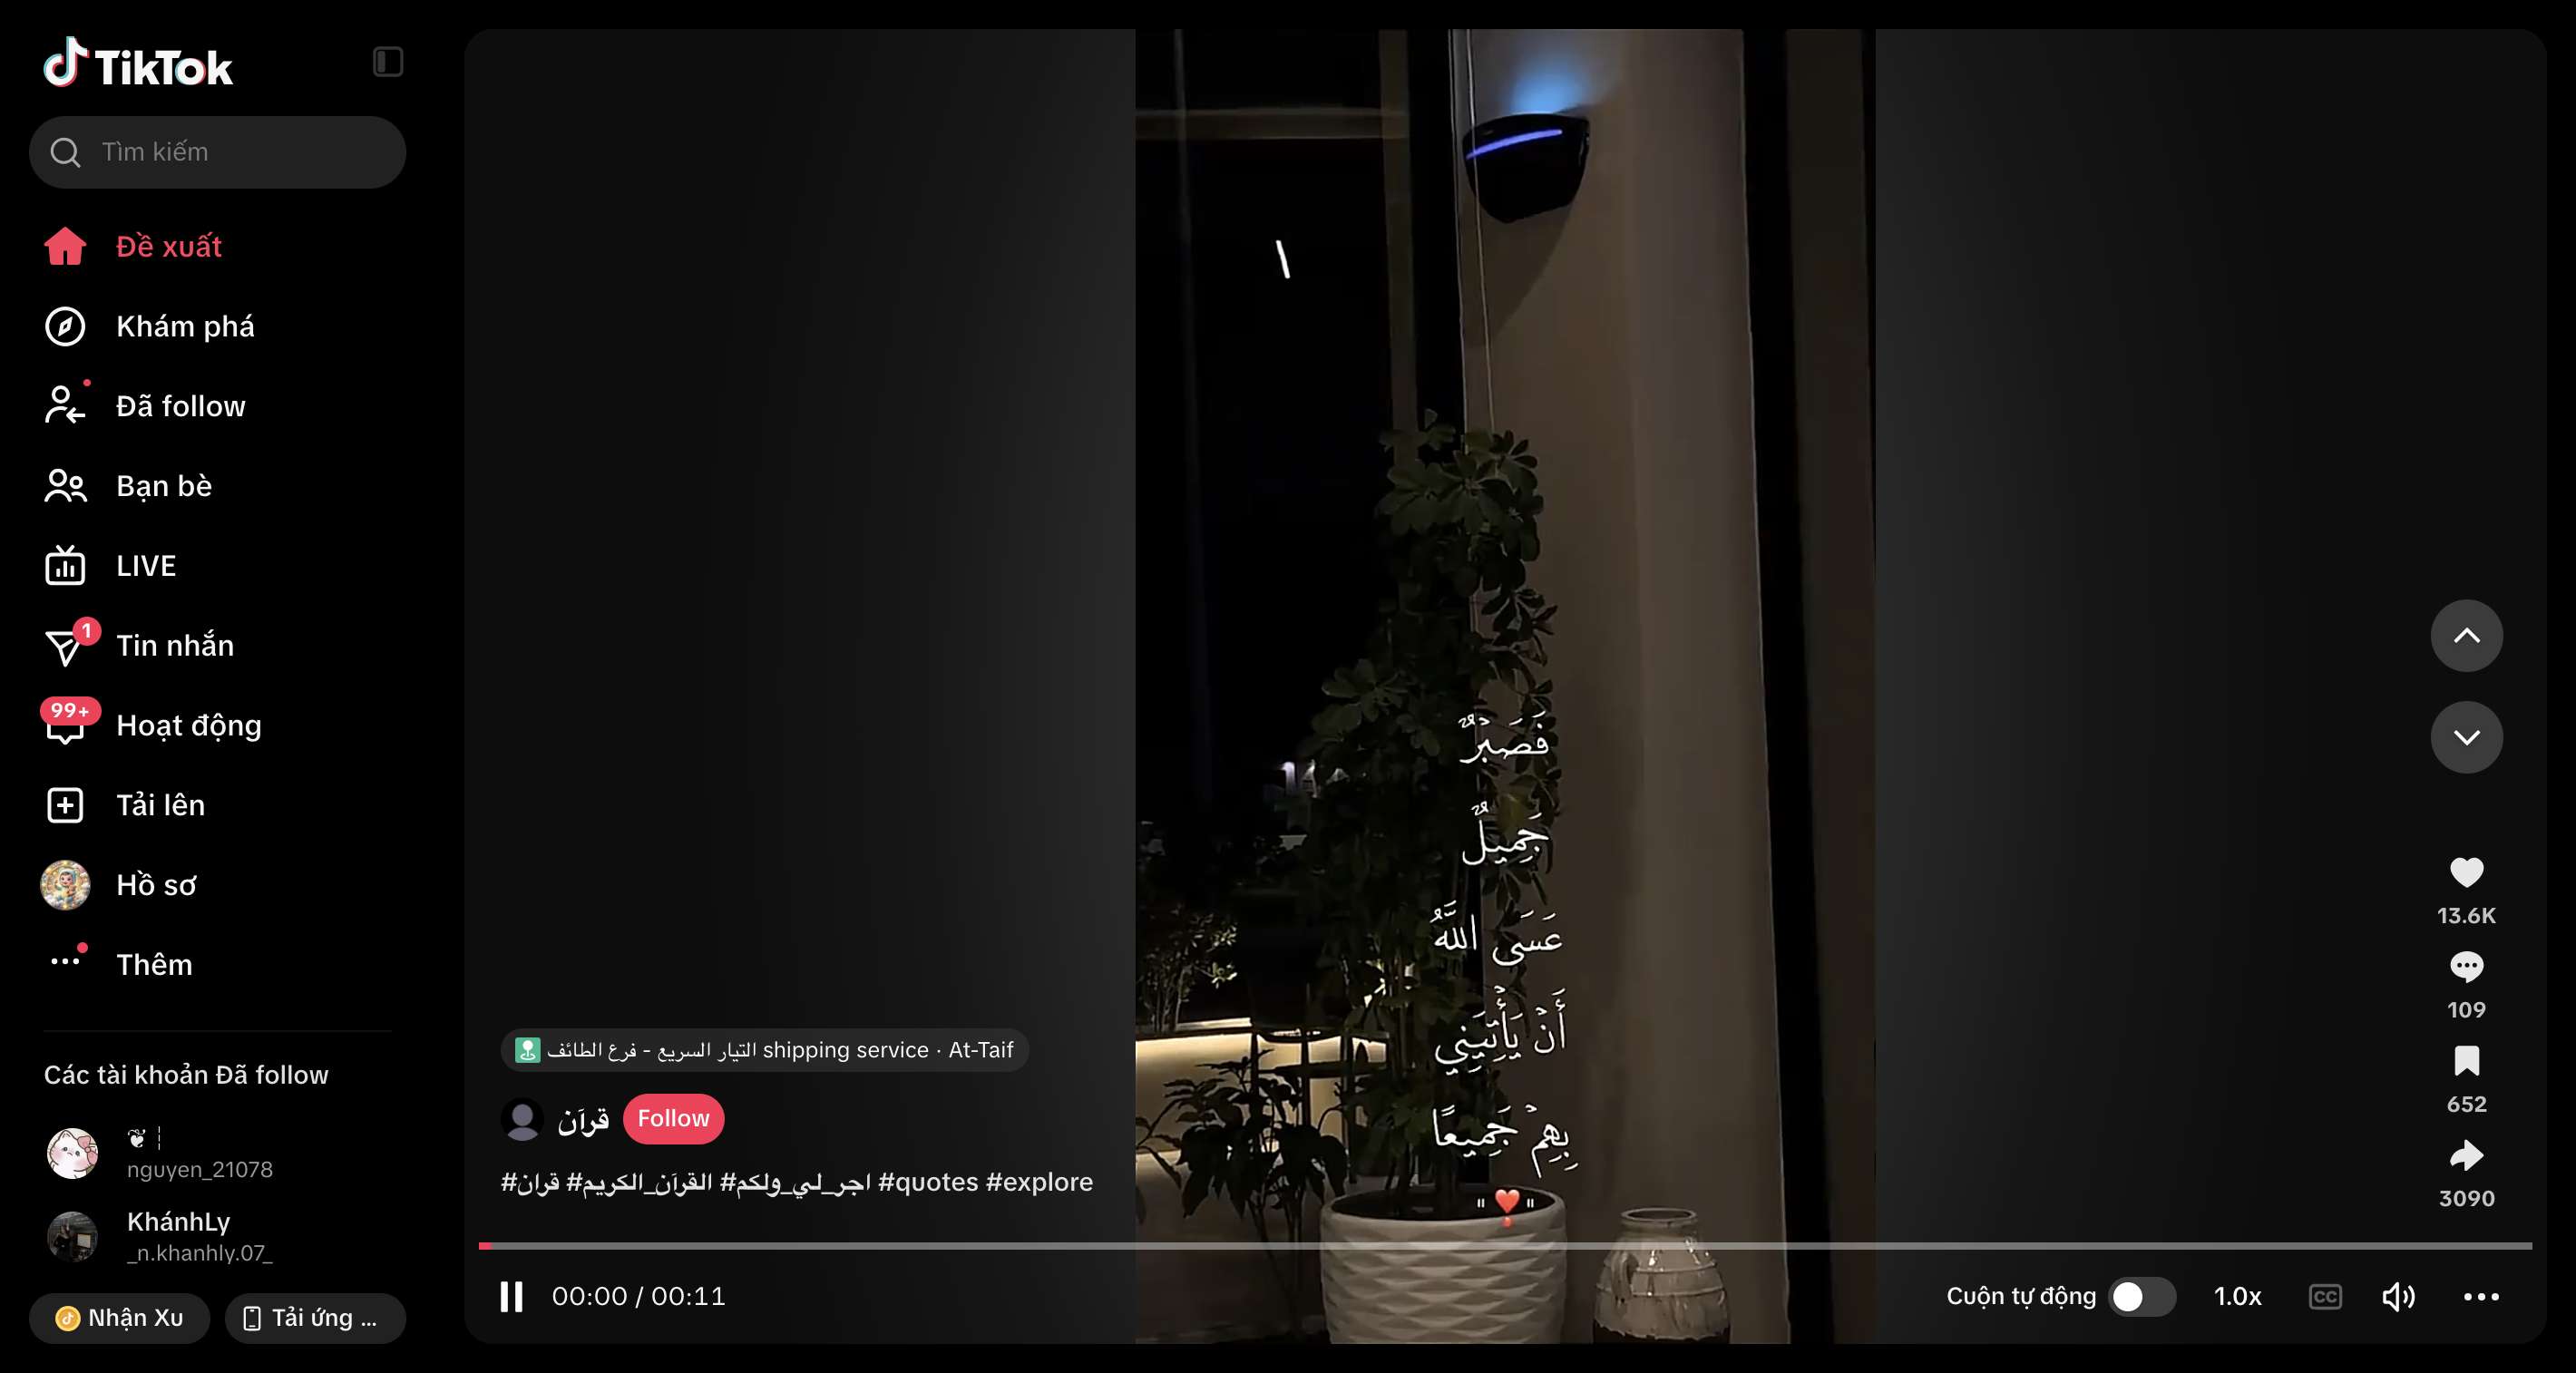 TikTok
Tìm kiếm
Đề xuất
Khám phá
Đã follow
Bạn bè
LIVE
1
Tin nhắn
99+
Hoạt động
Tải lên
Hồ sơ
Thêm
Các tài khoản Đã follow
nguyen_21078
KhánhLy
_n.khanhly.07_
Nhận Xu
Tải ứng ...
فَصَبْرٌ
جَمِيلٌ
عَسَى اللَّهُ
أَنْ يَأْتِيَنِي
بِهِمْ جَمِيعًا
"❣️"
التيار السريع - فرع الطائف shipping service · At-Taif
قرآن
Follow
#قران #القرآن_الكريم #اجر_لي_ولكم #quotes #explore
00:00 / 00:11
13.6K
109
652
3090
Cuộn tự động
1.0x
CC